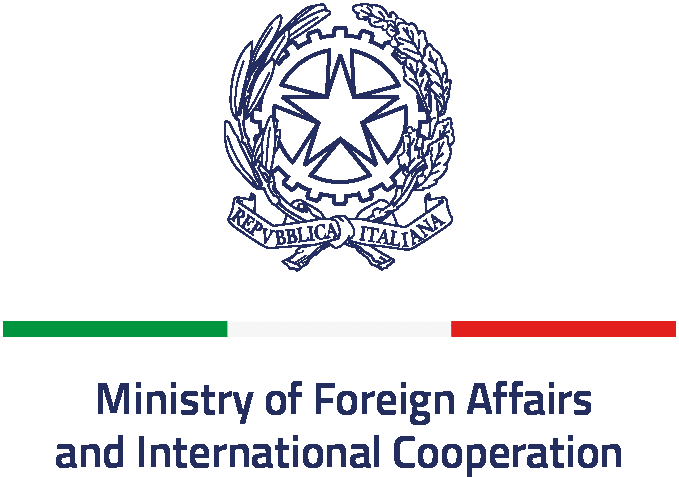 REPVBBLICA ITALIANA
Ministry of Foreign Affairs
and International Cooperation